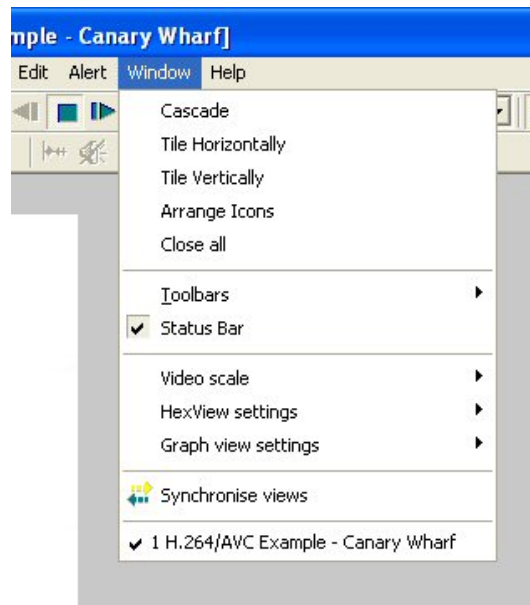 mple - Canary Wharf]
Edit Alert Window Help
Cascade
Tile Horizontally
Tile Vertically
Arrange Icons
Close all
Toolbars
Status Bar
Video scale
HexView settings
Graph view settings
Synchronise views
1 H.264/AVC Example - Canary Wharf